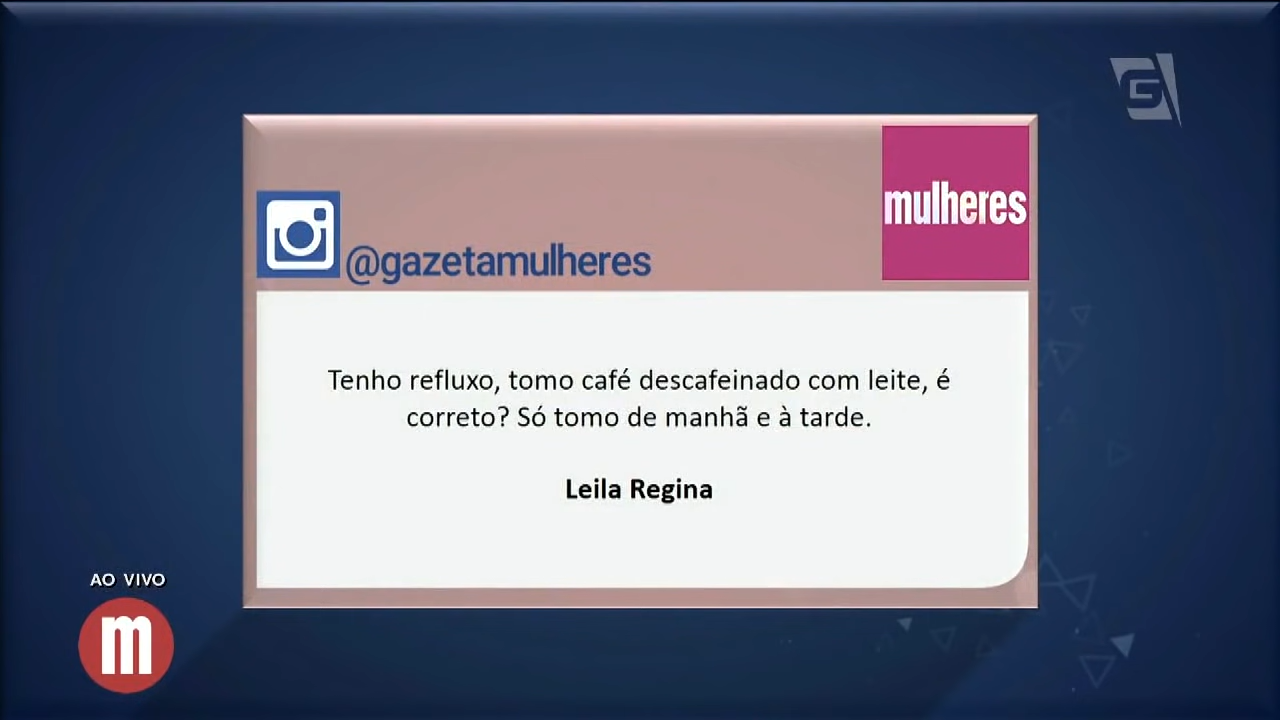 mulheres
@gazetamulheres
Tenho refluxo, tomo café descafeinado com leite, é
correto? Só tomo de manhã e à tarde.
Leila Regina
AO VIVO
m